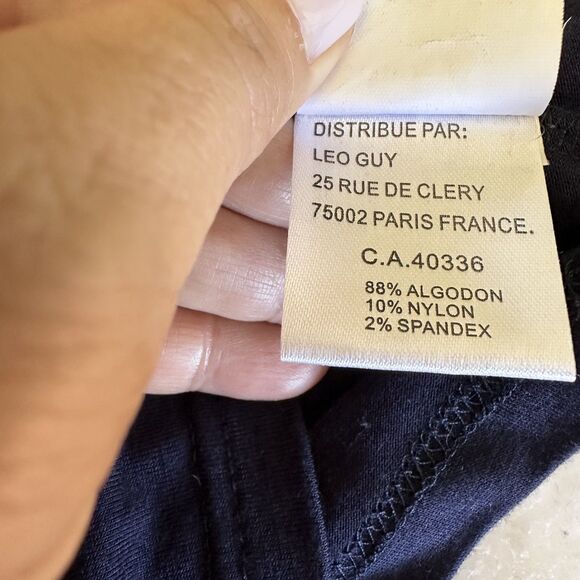 DISTRIBUE PAR:
LEO GUY
25 RUE DE CLERY
75002 PARIS FRANCE.
C.A.40336
88% ALGODON
10% NYLON
2% SPANDEX